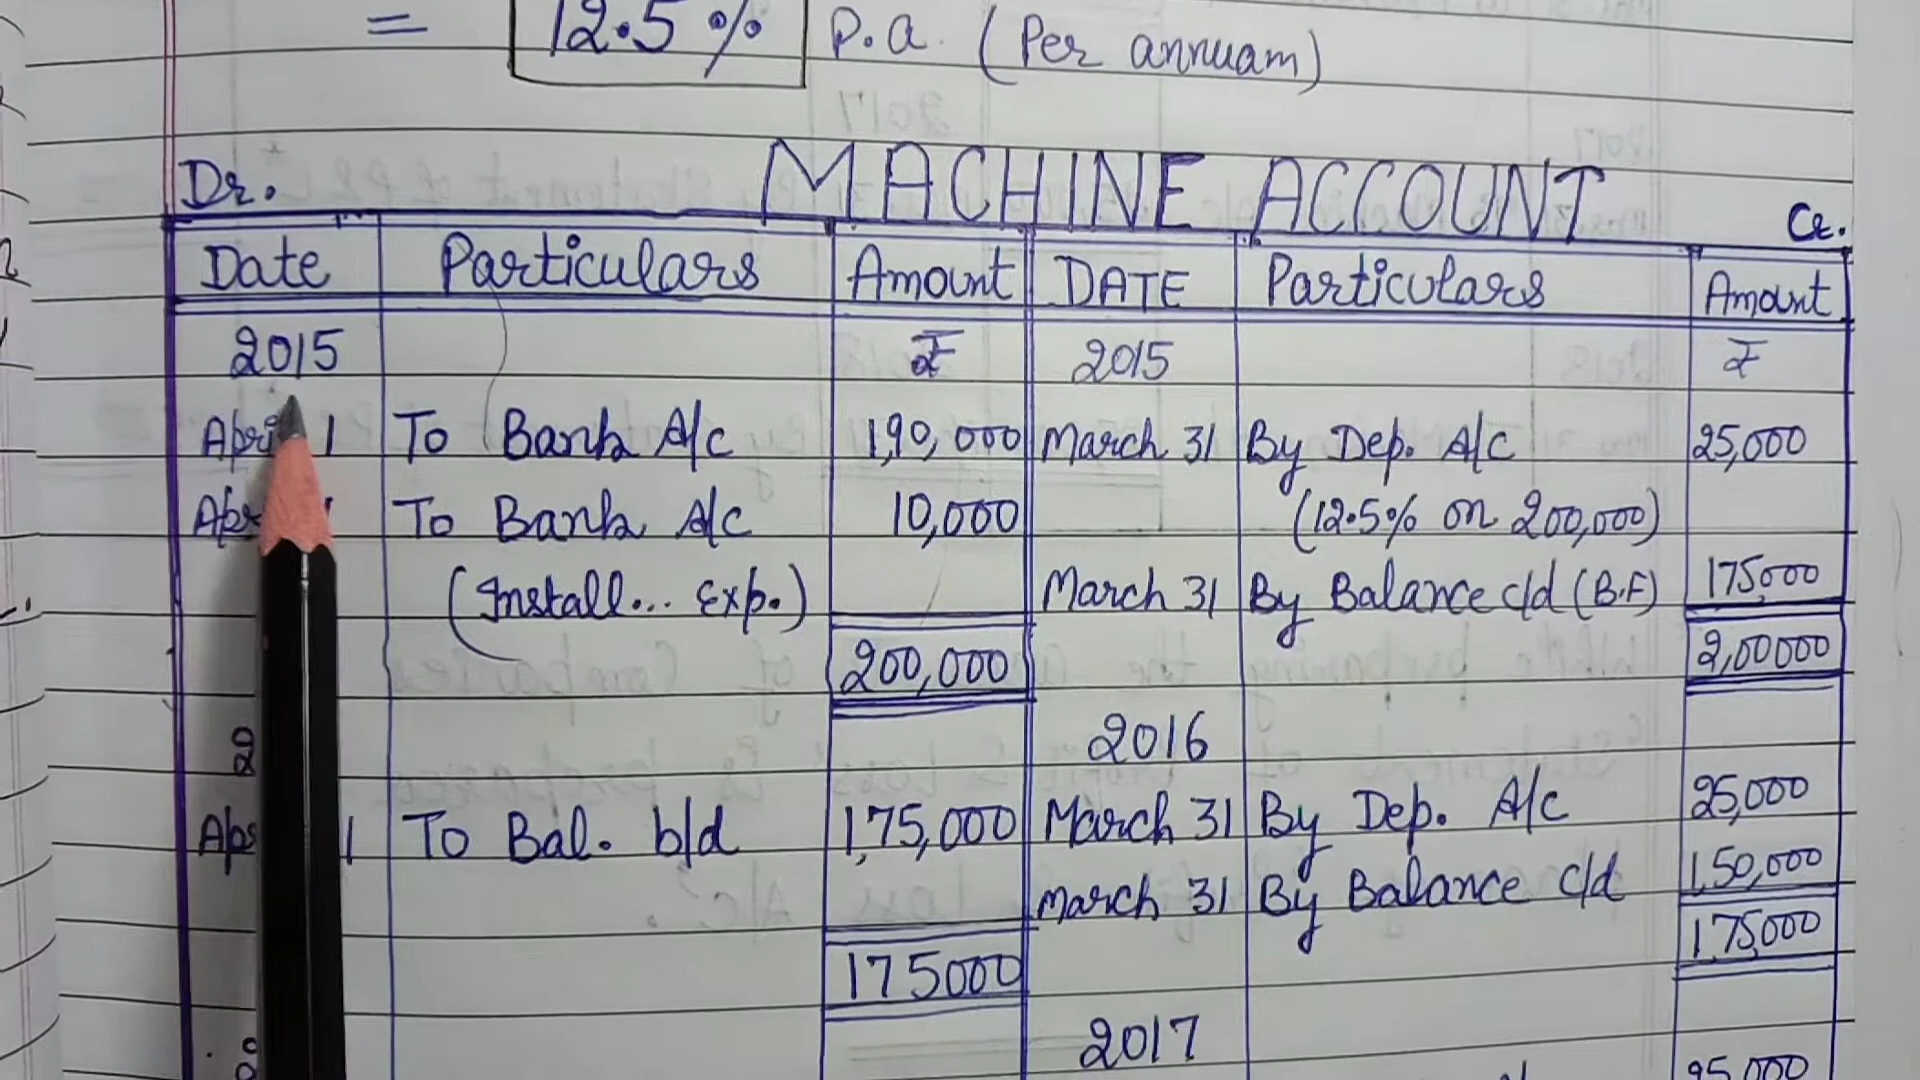 = 12.5% P.a. (Per annuam)
Dr. MACHINE ACCOUNT Cr.
Date Particulars Amount DATE Particulars Amount
2015 ₹ 2015 ₹
1 To Bank A/c 1,90,000 March 31 By Dep. A/c 25,000
To Bank A/c 10,000 (12.5% on 200,000)
(Install... Exp.) March 31 By Balance c/d (B.F) 175,000
200,000 2,00000
2016
1 To Bal. b/d 1,75,000 March 31 By Dep. A/c 25,000
March 31 By Balance c/d 1,50,000
175000 1,75,000
2017